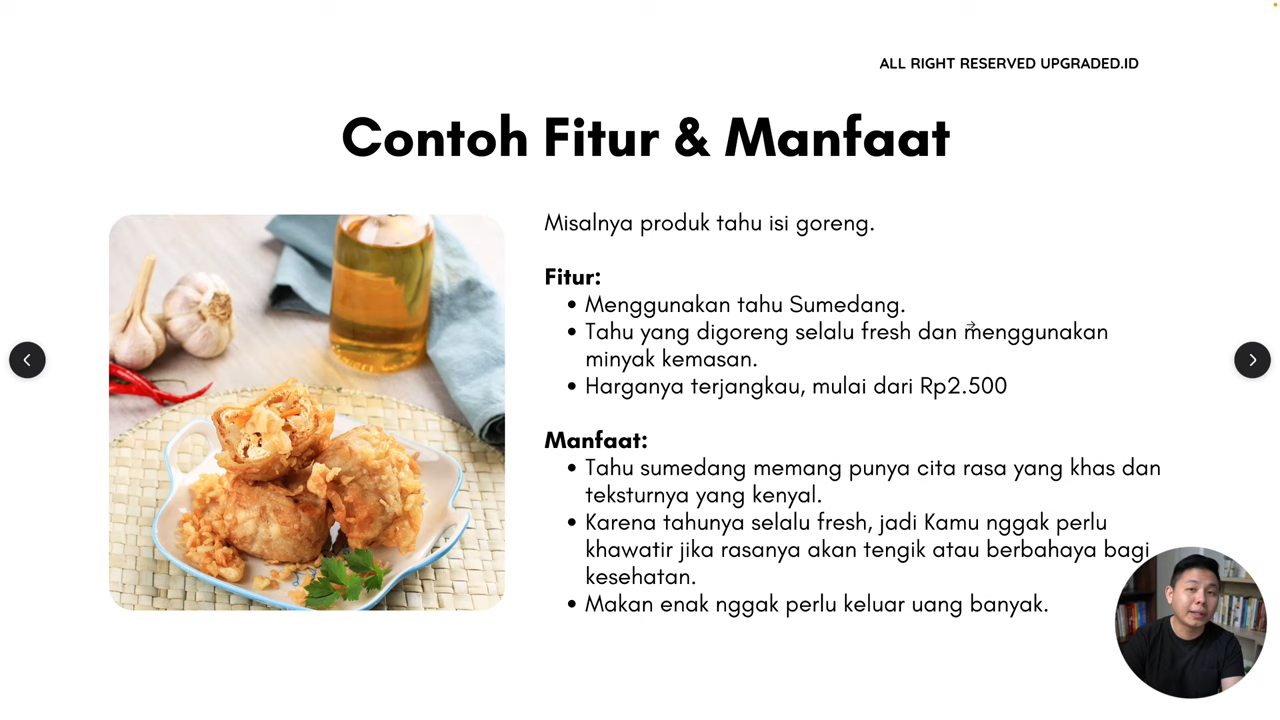 ALL RIGHT RESERVED UPGRADED.ID
Contoh Fitur & Manfaat
Misalnya produk tahu isi goreng.
Fitur:
• Menggunakan tahu Sumedang.
• Tahu yang digoreng selalu fresh dan menggunakan
minyak kemasan.
• Harganya terjangkau, mulai dari Rp2.500
Manfaat:
• Tahu sumedang memang punya cita rasa yang khas dan
teksturnya yang kenyal.
• Karena tahunya selalu fresh, jadi Kamu nggak perlu
khawatir jika rasanya akan tengik atau berbahaya bagi
kesehatan.
• Makan enak nggak perlu keluar uang banyak.